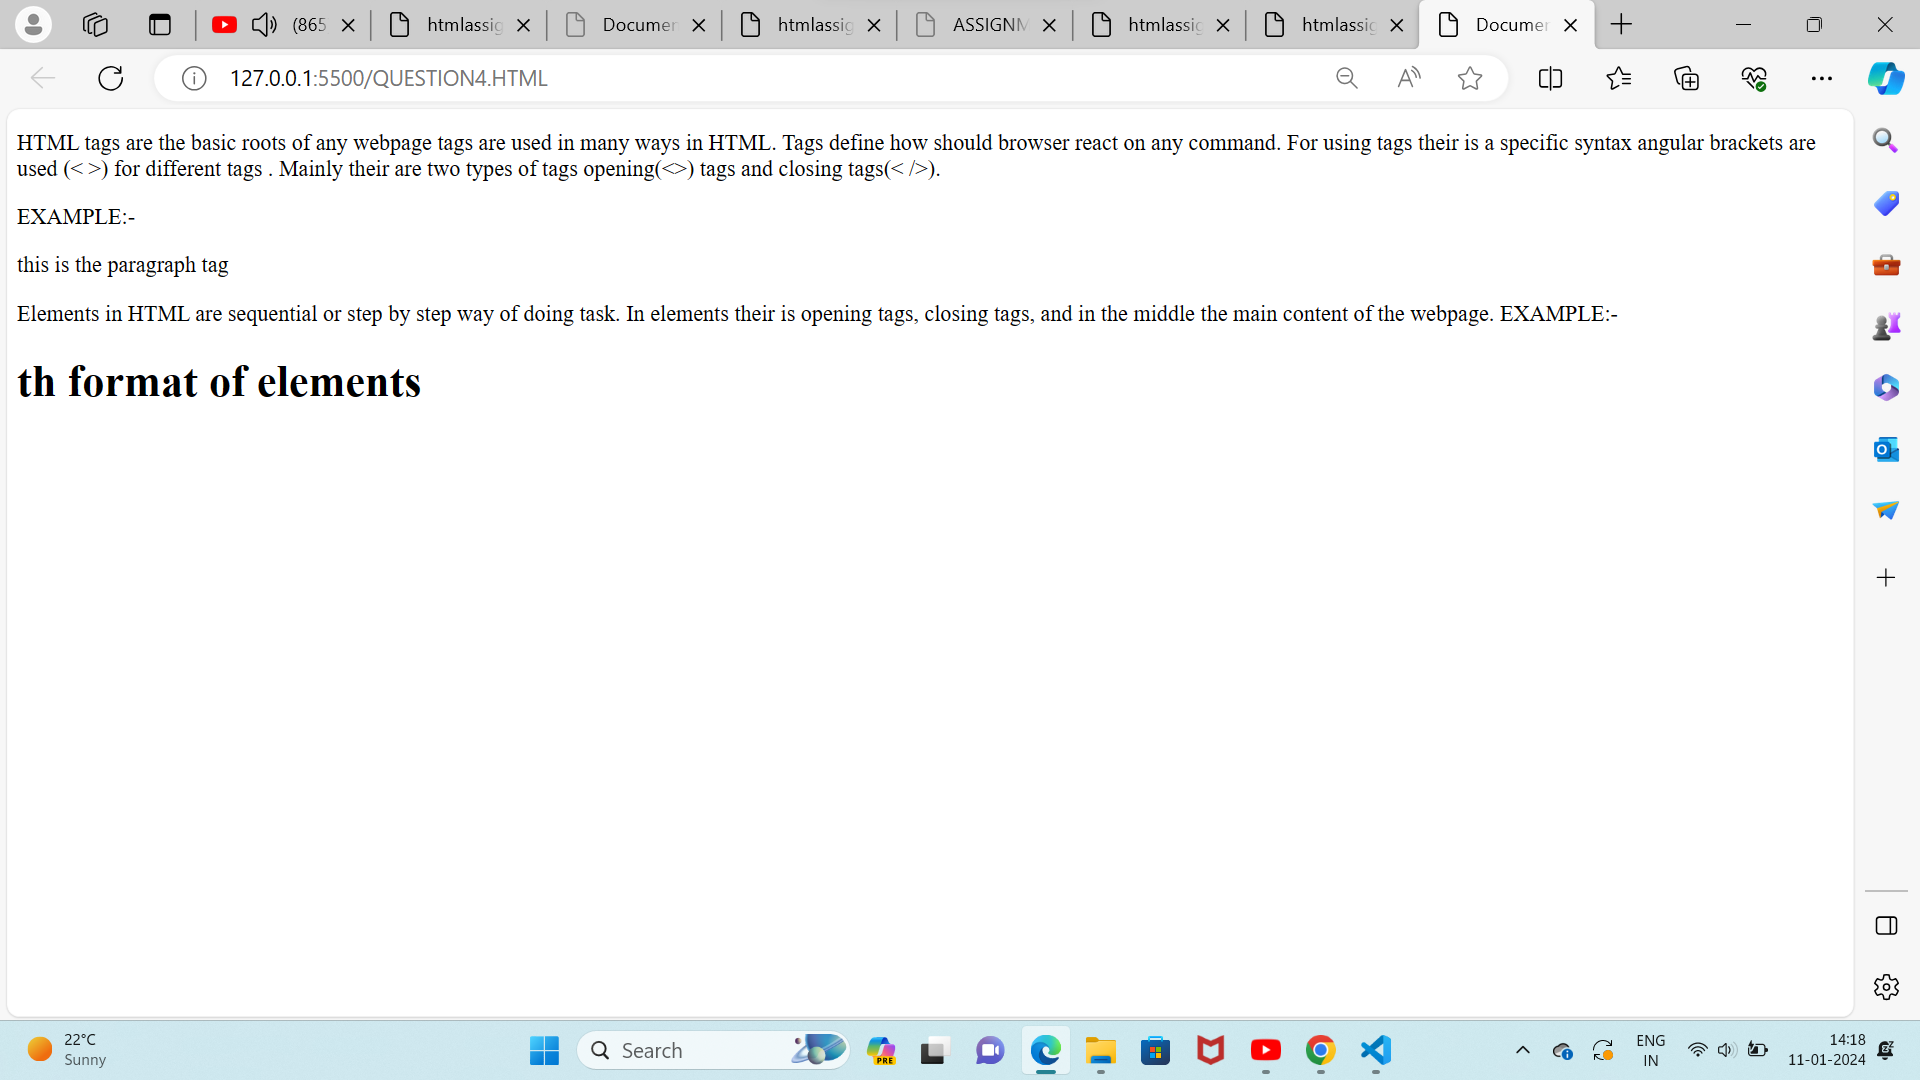 (865 htmlassig Documen htmlassig ASSIGNM htmlassig htmlassig Documen
127.0.0.1:5500/QUESTION4.HTML
HTML tags are the basic roots of any webpage tags are used in many ways in HTML. Tags define how should browser react on any command. For using tags their is a specific syntax angular brackets are
used (< >) for different tags . Mainly their are two types of tags opening(<>) tags and closing tags(< />).
EXAMPLE:-
this is the paragraph tag
Elements in HTML are sequential or step by step way of doing task. In elements their is opening tags, closing tags, and in the middle the main content of the webpage. EXAMPLE:-
th format of elements
22°C
Sunny
Search
PRE
ENG
IN
14:18
11-01-2024